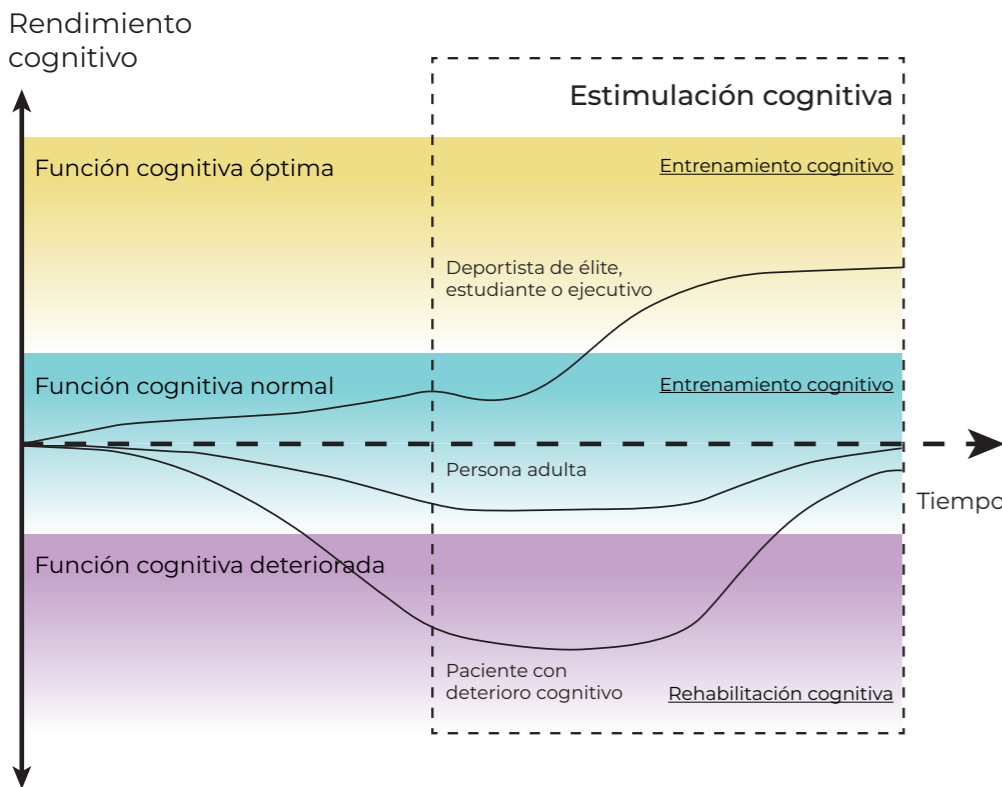 Rendimiento
cognitivo
Estimulación cognitiva
Función cognitiva óptima
Entrenamiento cognitivo
Deportista de élite,
estudiante o ejecutivo
Función cognitiva normal
Entrenamiento cognitivo
Persona adulta
Tiempo
Función cognitiva deteriorada
Paciente con
deterioro cognitivo
Rehabilitación cognitiva